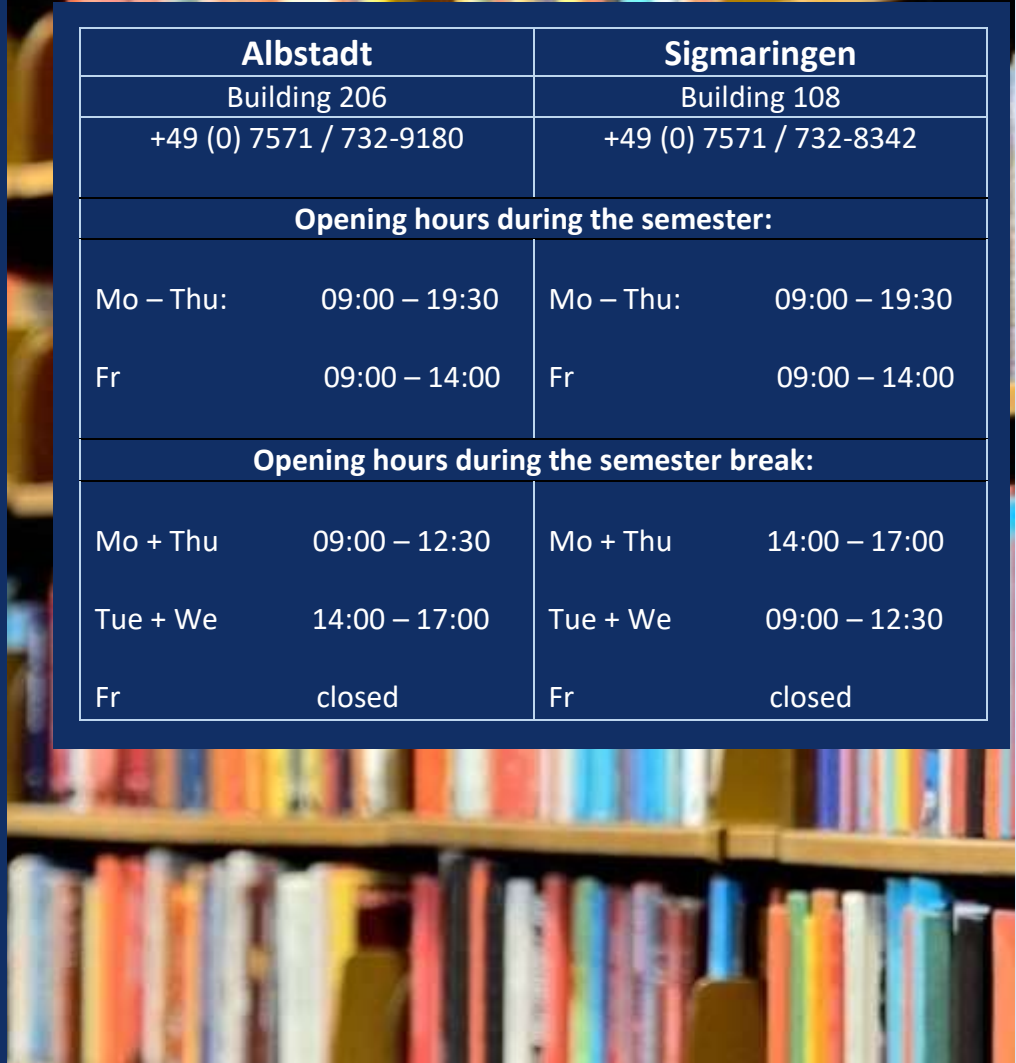 Albstadt Sigmaringen
Building 206 Building 108
+49 (0) 7571 / 732-9180 +49 (0) 7571 / 732-8342
Opening hours during the semester:
Mo – Thu: 09:00 – 19:30 Mo – Thu: 09:00 – 19:30
Fr 09:00 – 14:00 Fr 09:00 – 14:00
Opening hours during the semester break:
Mo + Thu 09:00 – 12:30 Mo + Thu 14:00 – 17:00
Tue + We 14:00 – 17:00 Tue + We 09:00 – 12:30
Fr closed Fr closed